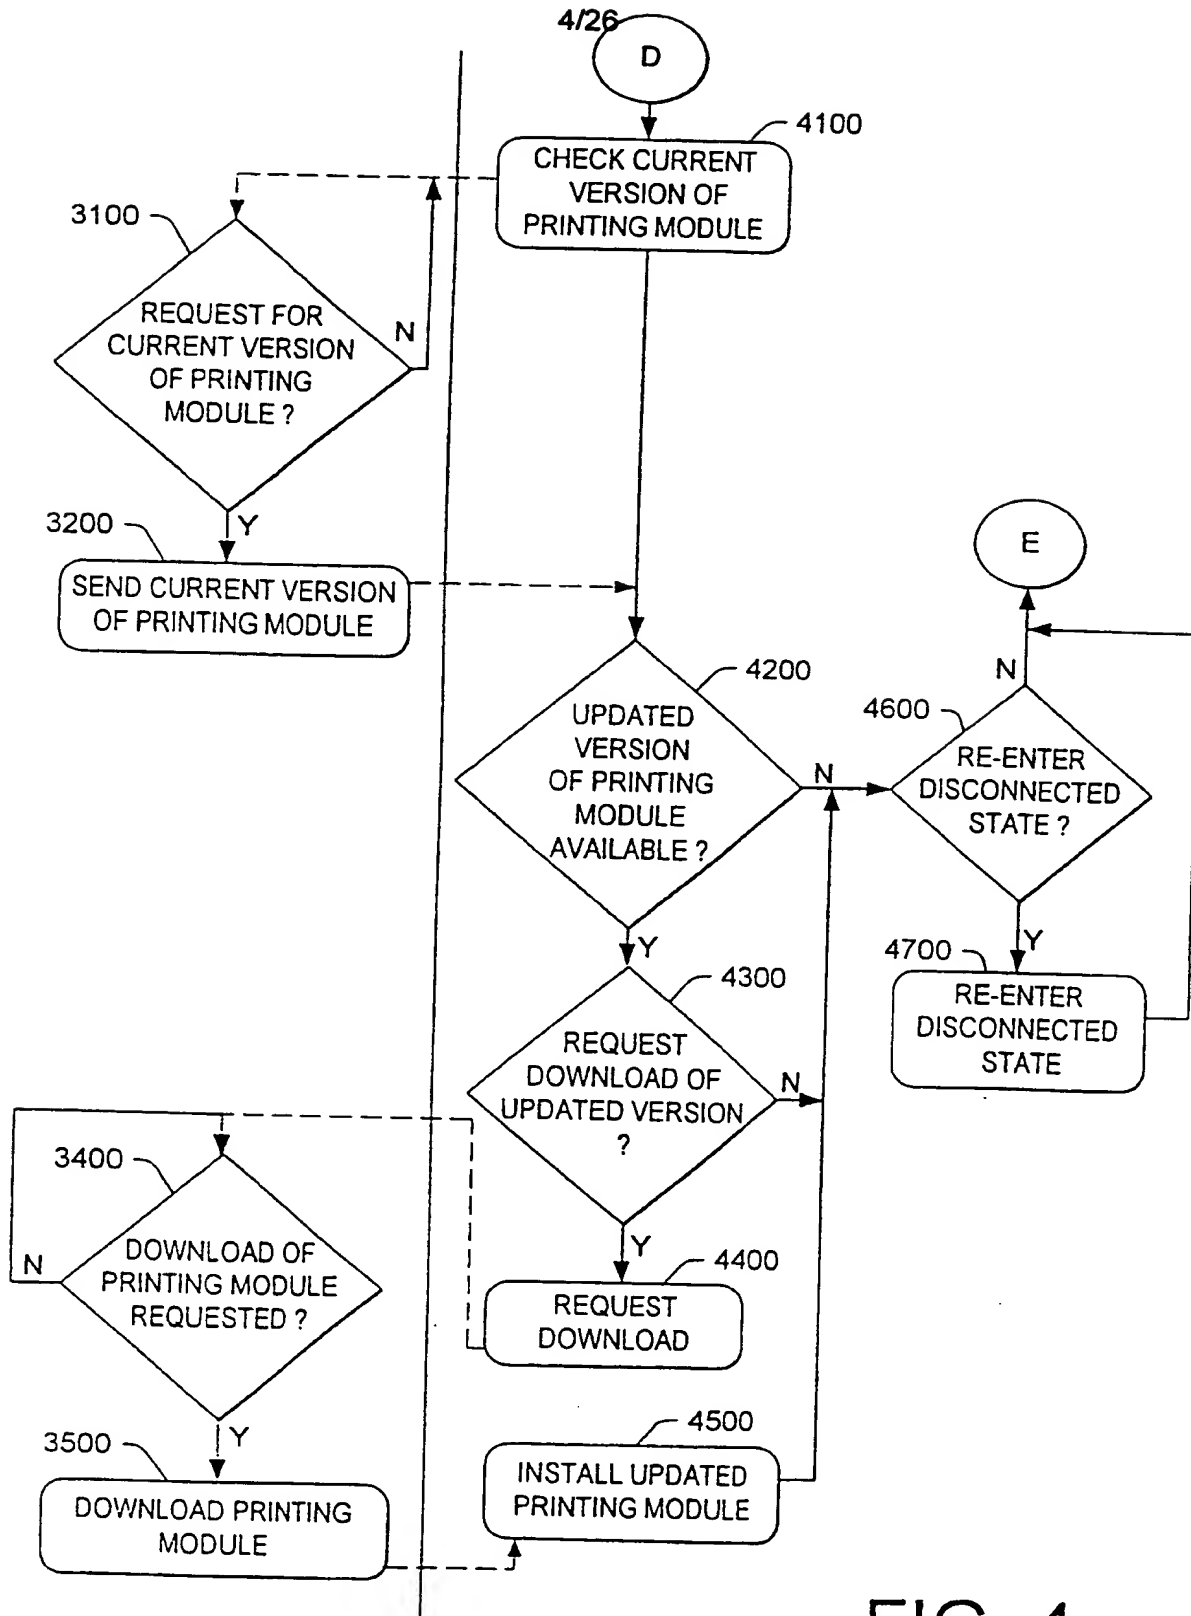 4/26
D
4100
CHECK CURRENT
VERSION OF
PRINTING MODULE
3100
REQUEST FOR
CURRENT VERSION
OF PRINTING
MODULE ?
N
Y
3200
SEND CURRENT VERSION
OF PRINTING MODULE
E
4200
UPDATED
VERSION
OF PRINTING
MODULE
AVAILABLE ?
N
Y
N
4600
RE-ENTER
DISCONNECTED
STATE ?
Y
4700
RE-ENTER
DISCONNECTED
STATE
4300
REQUEST
DOWNLOAD OF
UPDATED VERSION
?
N
Y
3400
DOWNLOAD OF
PRINTING MODULE
REQUESTED ?
N
Y
4400
REQUEST
DOWNLOAD
3500
DOWNLOAD PRINTING
MODULE
4500
INSTALL UPDATED
PRINTING MODULE
FIG. 4